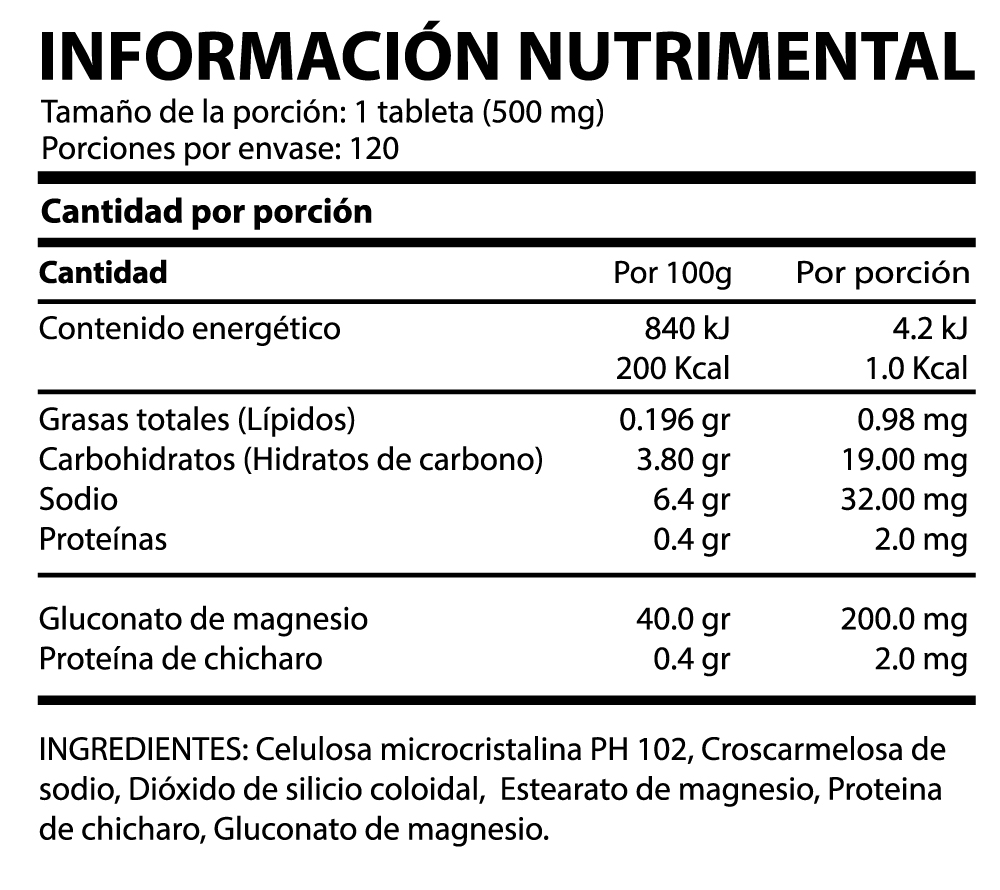 INFORMACIÓN NUTRIMENTAL
Tamaño de la porción: 1 tableta (500 mg)
Porciones por envase: 120
Cantidad por porción
Cantidad Por 100g Por porción
Contenido energético 840 kJ 4.2 kJ
200 Kcal 1.0 Kcal
Grasas totales (Lípidos) 0.196 gr 0.98 mg
Carbohidratos (Hidratos de carbono) 3.80 gr 19.00 mg
Sodio 6.4 gr 32.00 mg
Proteínas 0.4 gr 2.0 mg
Gluconato de magnesio 40.0 gr 200.0 mg
Proteína de chicharo 0.4 gr 2.0 mg
INGREDIENTES: Celulosa microcristalina PH 102, Croscarmelosa de
sodio, Dióxido de silicio coloidal, Estearato de magnesio, Proteina
de chicharo, Gluconato de magnesio.